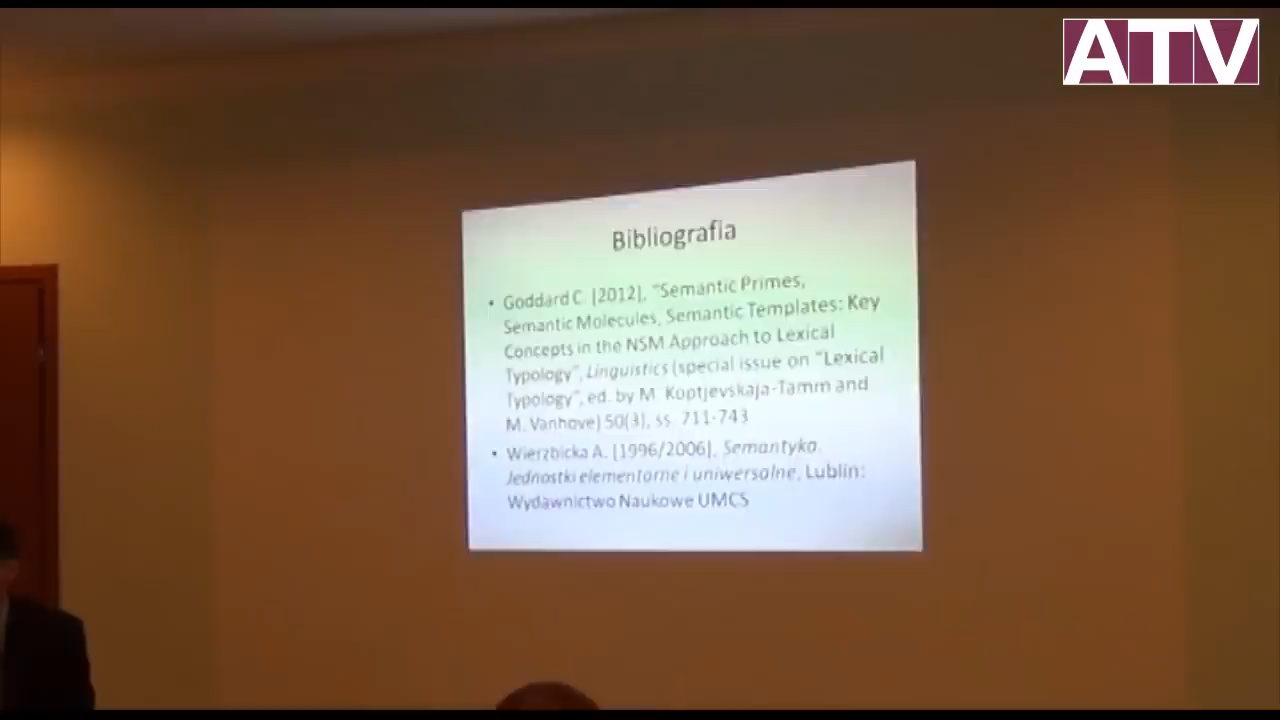 ATV
Bibliografia
• Goddard C. [2012], “Semantic Primes,
Semantic Molecules, Semantic Templates: Key
Concepts in the NSM Approach to Lexical
Typology”, Linguistics (special issue on “Lexical
Typology”, ed. by M. Koptjevskaja-Tamm and
M. Vanhove) 50(3), ss. 711-743
• Wierzbicka A. [1996/2006], Semantyka.
Jednostki elementarne i uniwersalne, Lublin:
Wydawnictwo Naukowe UMCS